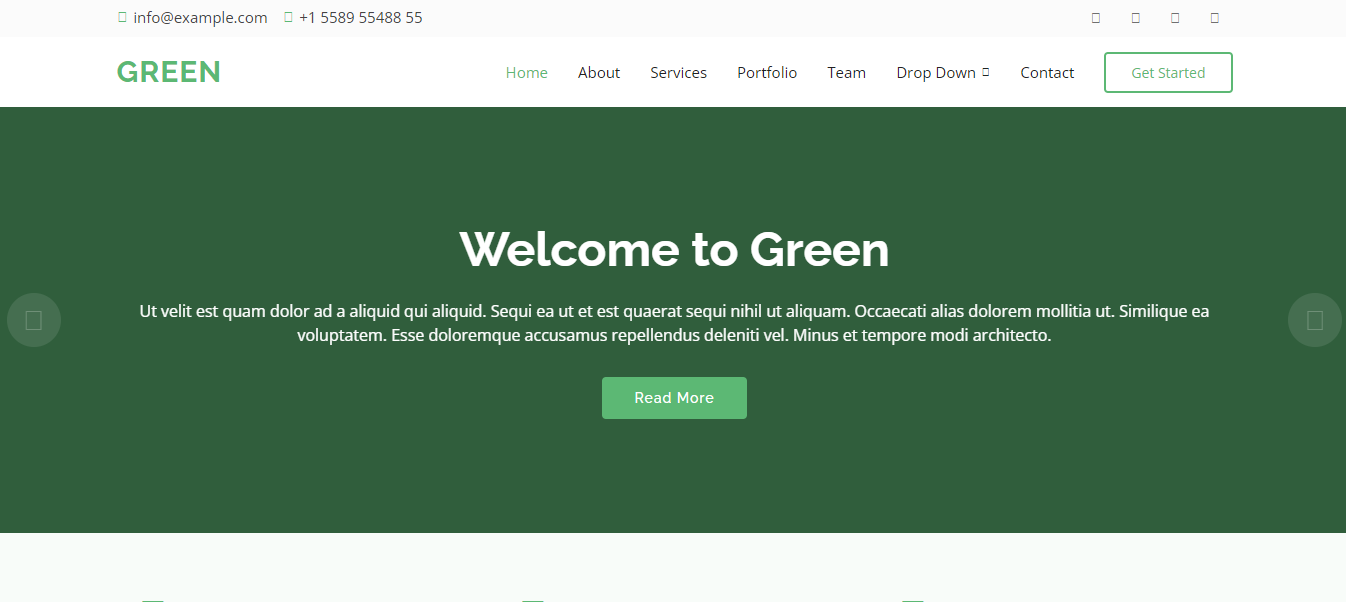 info@example.com +1 5589 55488 55
GREEN Home About Services Portfolio Team Drop Down Contact Get Started
Welcome to Green
Ut velit est quam dolor ad a aliquid qui aliquid. Sequi ea ut et est quaerat sequi nihil ut aliquam. Occaecati alias dolorem mollitia ut. Similique ea
voluptatem. Esse doloremque accusamus repellendus deleniti vel. Minus et tempore modi architecto.
Read More